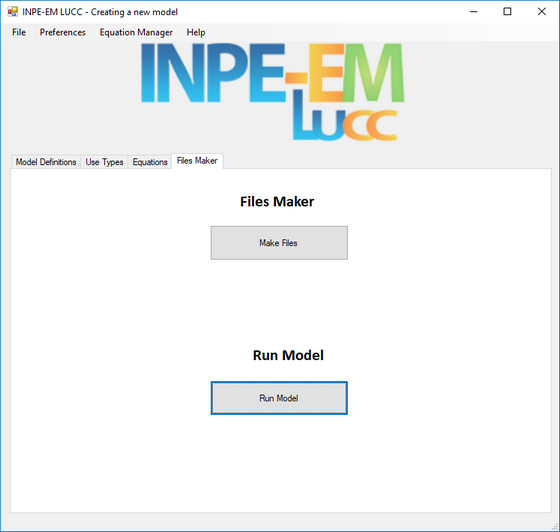 INPE-EM LUCC - Creating a new model
File Preferences Equation Manager Help
INPE-EM
LUCC
Model Definitions Use Types Equations Files Maker
Files Maker
Make Files
Run Model
Run Model